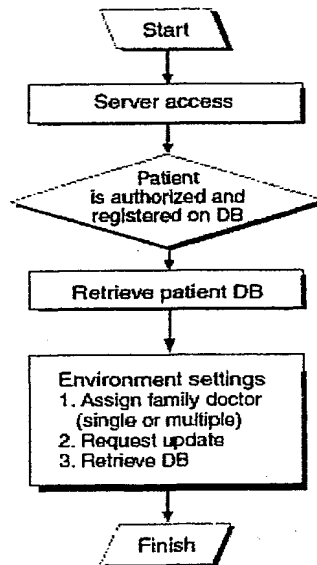 Start
Server access
Patient
is authorized and
registered on DB
Retrieve patient DB
Environment settings
1. Assign family doctor
(single or multiple)
2. Request update
3. Retrieve DB
Finish